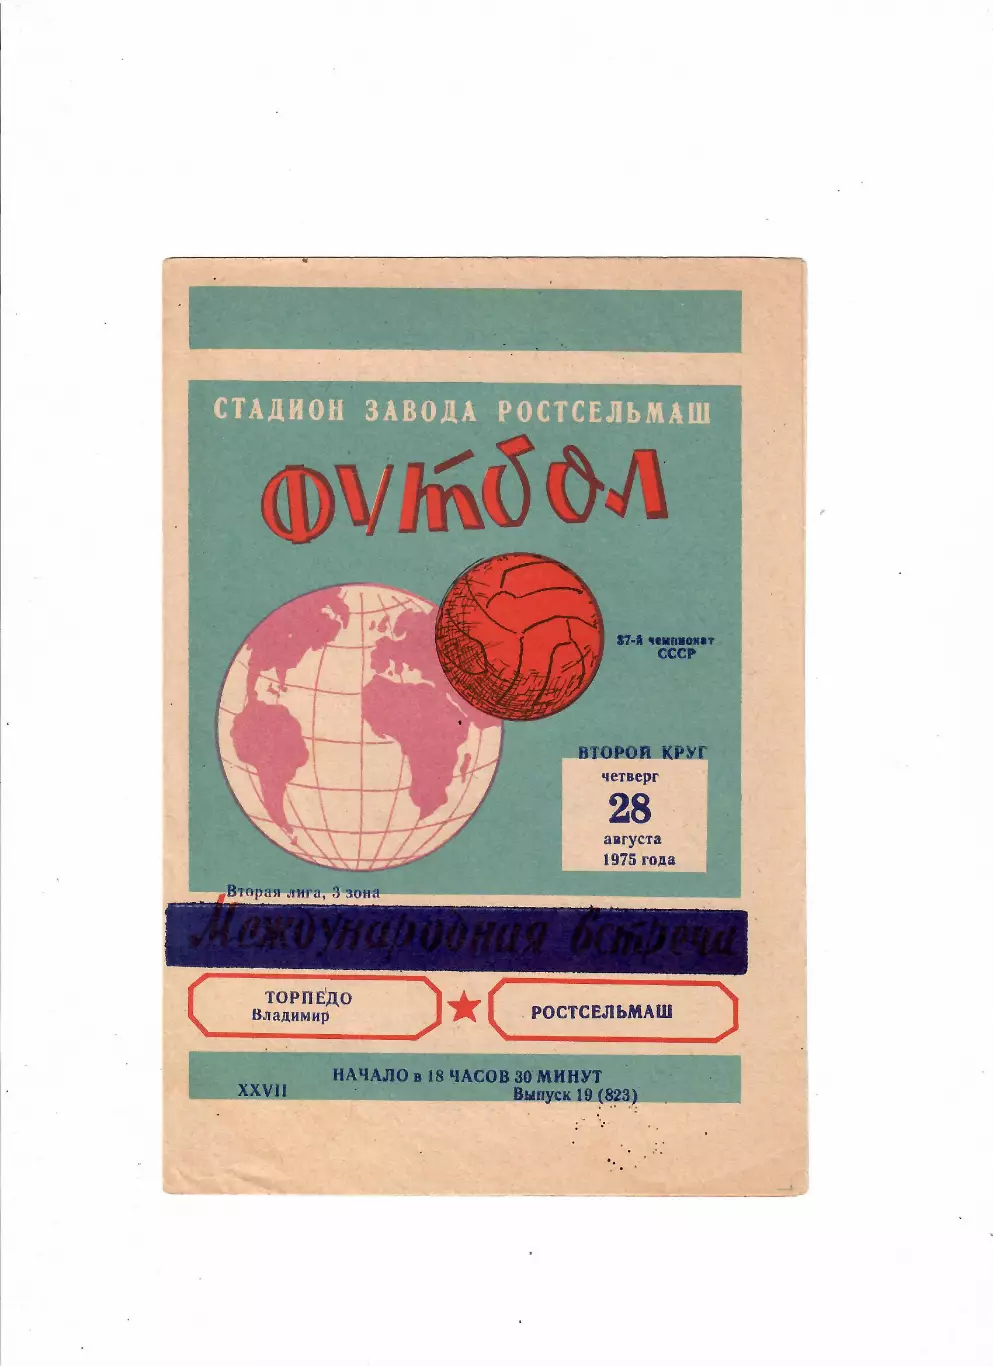 СТАДИОН ЗАВОДА РОСТСЕЛЬМАШ
ФУТБОЛ
37-й чемпионат
СССР
ВТОРОЙ КРУГ
четверг
28
августа
1975 года
Вторая лига, 3 зона
Международная встреча
ТОРПЕДО
Владимир
РОСТСЕЛЬМАШ
НАЧАЛО в 18 ЧАСОВ 30 МИНУТ
XXVII
Выпуск 19 (823)